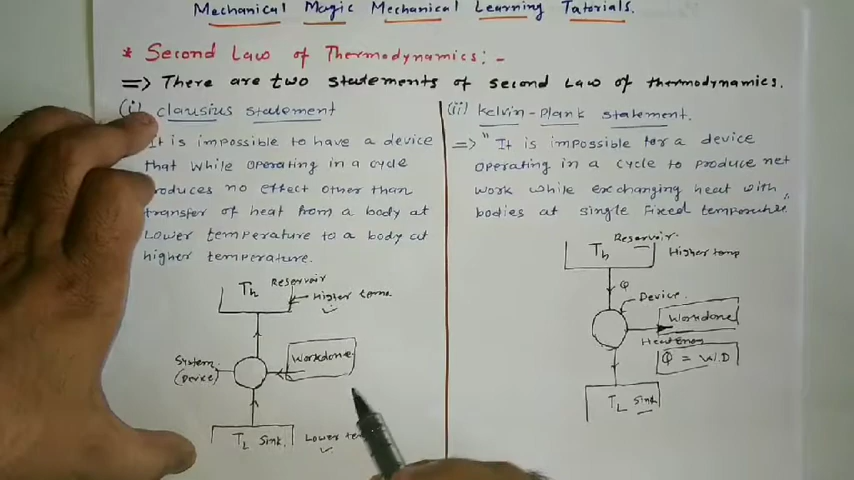 Mechanical Magic Mechanical Learning Tatorials.
* Second Law of Thermodynamics:-
=> There are two statements of second Law of thermodynamics.
(i) clausius statement
It is impossible to have a device
that while operating in a cycle
produces no effect other than
transfer of heat from a body at
Lower temperature to a body at
higher temperature.
Th
Reservoir
Higher
System
(Device)
Workdone
TL Sink
Lower
(ii) Kelvin-Plank statement.
=> "It is impossible for a device
operating in a cycle to produce net
work while exchanging heat with
bodies at single fixed temperature."
Reservoir.
Th
Higher temp
Q
Device.
Workdone
Heat
Q = W.D
TL Sink